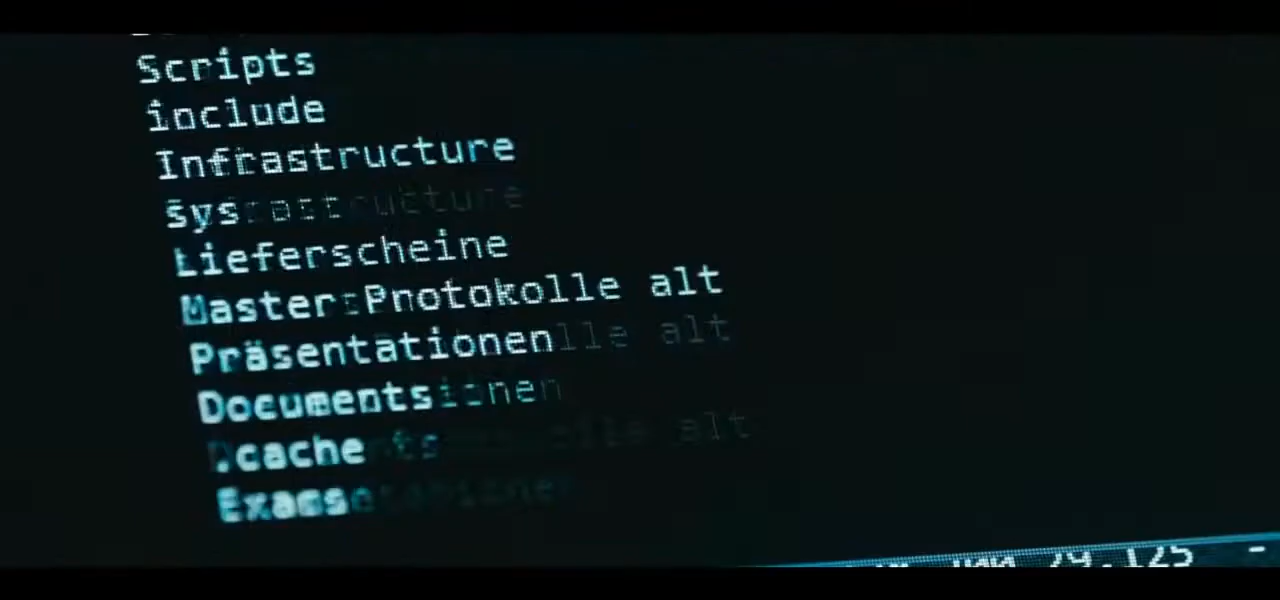 Scripts
include
Infrastructure
Sys
Lieferscheine
Master Protokolle alt
Präsentationen
Documents
.cache
Exams